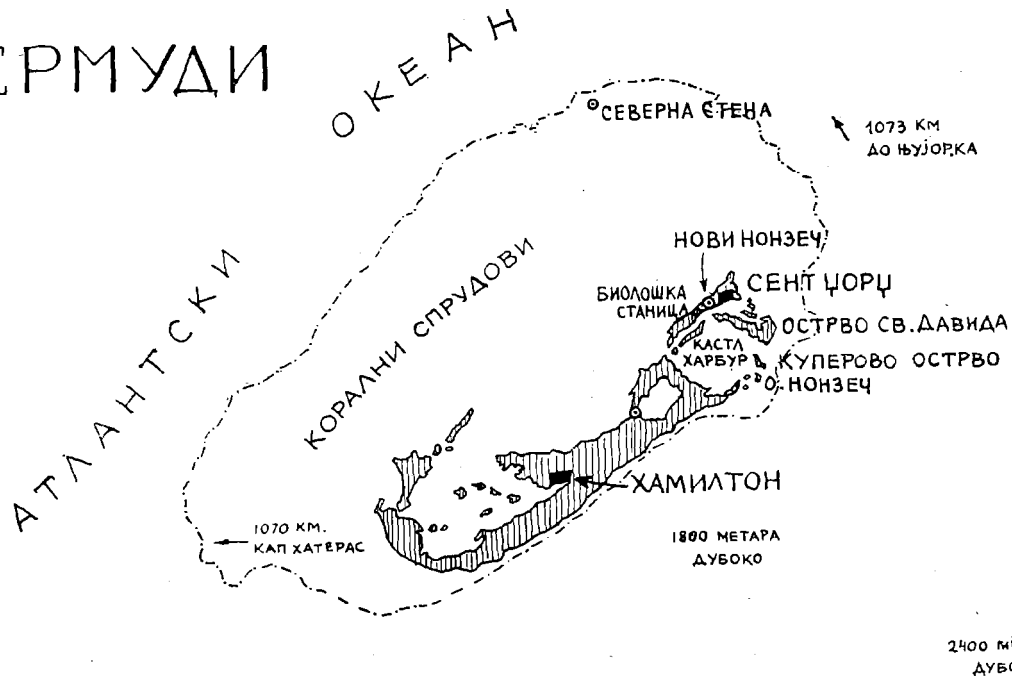 ЕРМУДИ
АТЛАНТСКИ ОКЕАН
СЕВЕРНА СТЕНА
1073 КМ
ДО ЊУЈОРКА
НОВИ НОНЗЕЧ
СЕНТ ЏОРЏ
БИОЛОШКА
СТАНИЦА
ОСТРВО СВ. ДАВИДА
КАСТЛ
ХАРБУР
КУПЕРОВО ОСТРВО
НОНЗЕЧ
КОРАЛНИ СПРУДОВИ
ХАМИЛТОН
1070 КМ.
КАП ХАТЕРАС
1800 МЕТАРА
ДУБОКО
2400